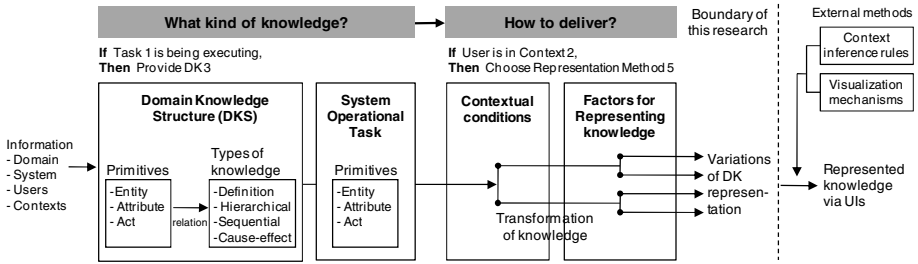 What kind of knowledge?
How to deliver?
Boundary of
this research
External methods
Context
inference rules
Visualization
mechanisms
If Task 1 is being executing,
Then Provide DK3
If User is in Context 2,
Then Choose Representation Method 5
Domain Knowledge
Structure (DKS)
System
Operational
Task
Contextual
conditions
Factors for
Representing
knowledge
Information
- Domain
- System
- Users
- Contexts
Primitives
-Entity
- Attribute
- Act
relation
Types of
knowledge
-Definition
- Hierarchical
-Sequential
-Cause-effect
Primitives
-Entity
- Attribute
- Act
Transformation
of knowledge
Variations
of DK
represen-
tation
Represented
knowledge
via UIs